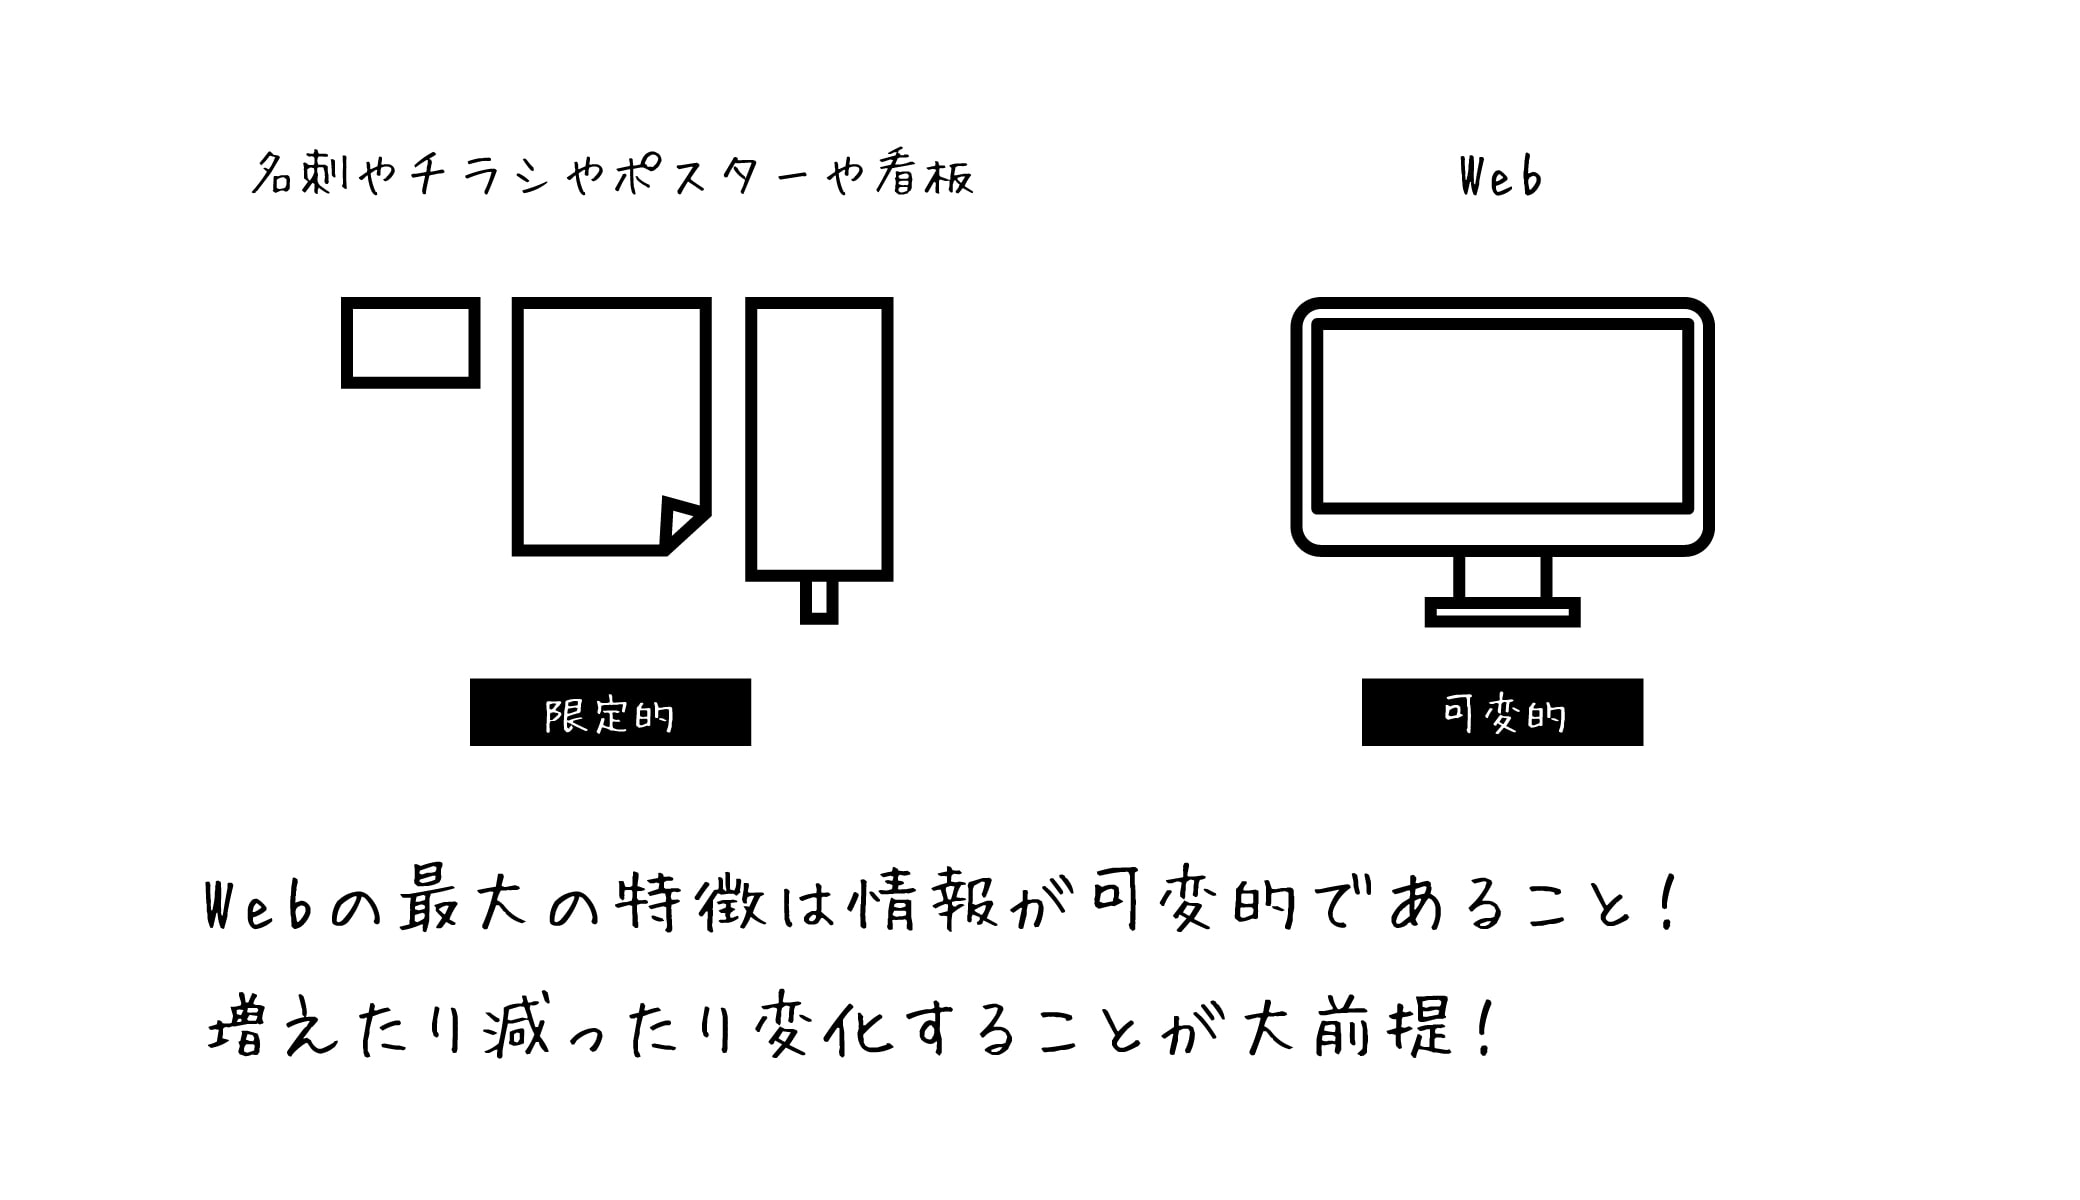 名刺やチラシやポスターや看板
Web
限定的
可変的
Webの最大の特徴は情報が可変的であること!
増えたり減ったり変化することが大前提!